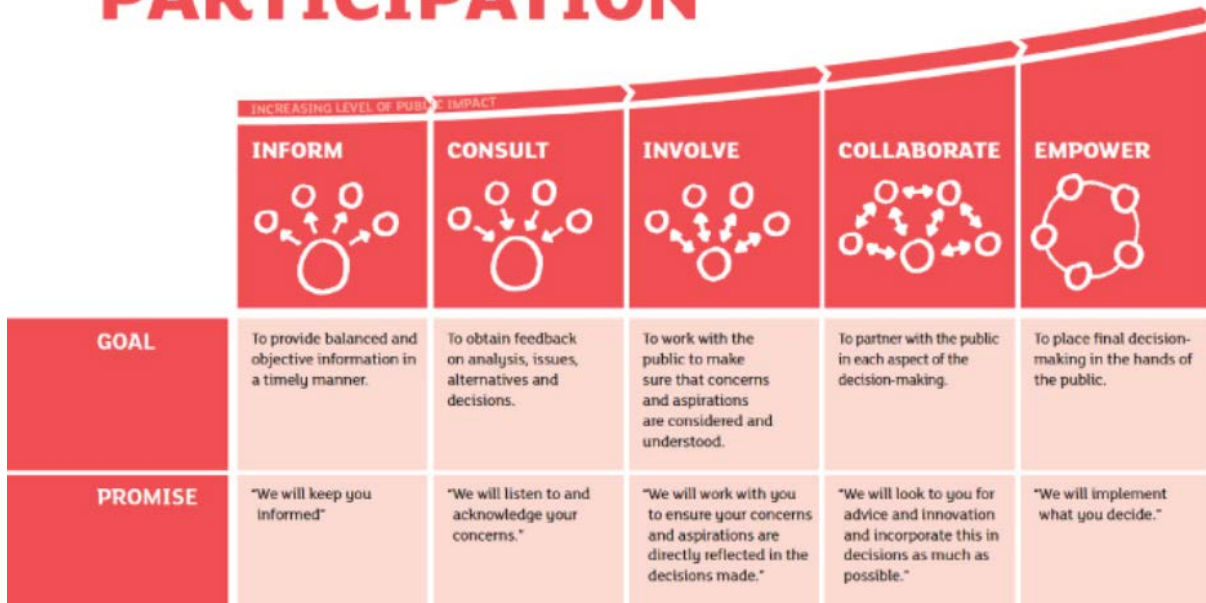 PARTICIPATION
INCREASING LEVEL OF PUBLIC IMPACT
INFORM
CONSULT
INVOLVE
COLLABORATE
EMPOWER
GOAL
To provide balanced and
objective information in
a timely manner.
To obtain feedback
on analysis, issues,
alternatives and
decisions.
To work with the
public to make
sure that concerns
and aspirations
are considered and
understood.
To partner with the public
in each aspect of the
decision-making.
To place final decision-
making in the hands of
the public.
PROMISE
“We will keep you
informed”
“We will listen to and
acknowledge your
concerns.”
“We will work with you
to ensure your concerns
and aspirations are
directly reflected in the
decisions made.”
“We will look to you for
advice and innovation
and incorporate this in
decisions as much as
possible.”
“We will implement
what you decide.”